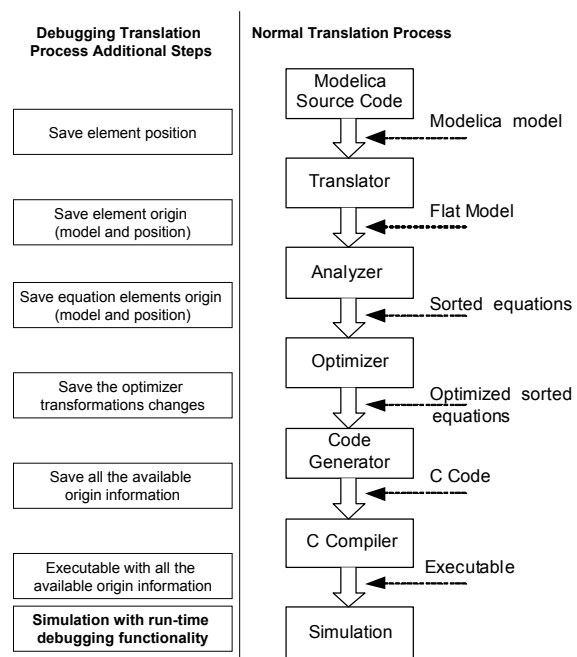 Debugging Translation
Process Additional Steps
Normal Translation Process
Modelica
Source Code
Save element position
Modelica model
Translator
Save element origin
(model and position)
Flat Model
Analyzer
Save equation elements origin
(model and position)
Sorted equations
Optimizer
Save the optimizer
transformations changes
Optimized sorted
equations
Code
Generator
Save all the available
origin information
C Code
C Compiler
Executable with all the
available origin information
Executable
Simulation with run-time
debugging functionality
Simulation